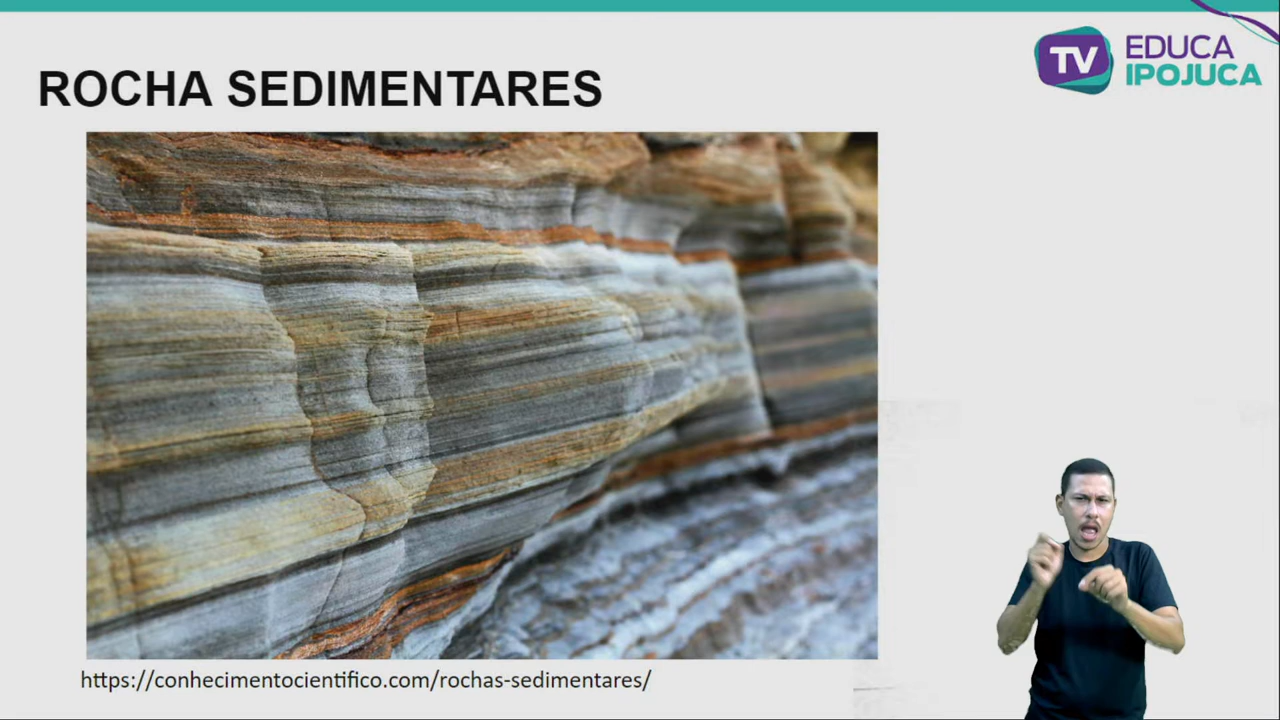 ROCHA SEDIMENTARES
TV EDUCA
IPOJUCA
https://conhecimentocientifico.com/rochas-sedimentares/